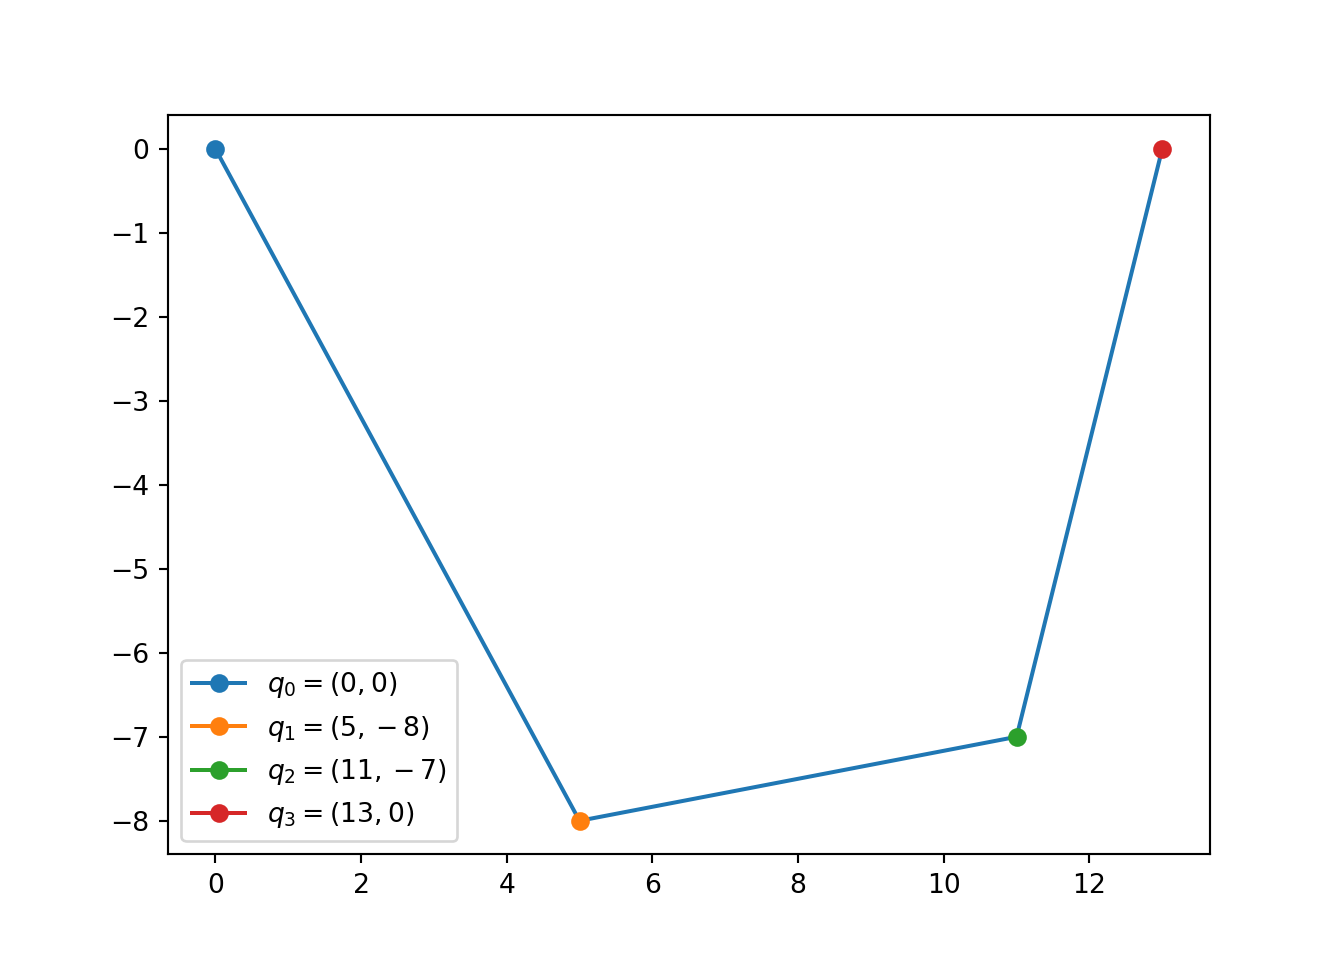 0
−1
−2
−3
−4
−5
−6
−7
−8
q₀ = (0, 0)
q₁ = (5, −8)
q₂ = (11, −7)
q₃ = (13, 0)
0 2 4 6 8 10 12